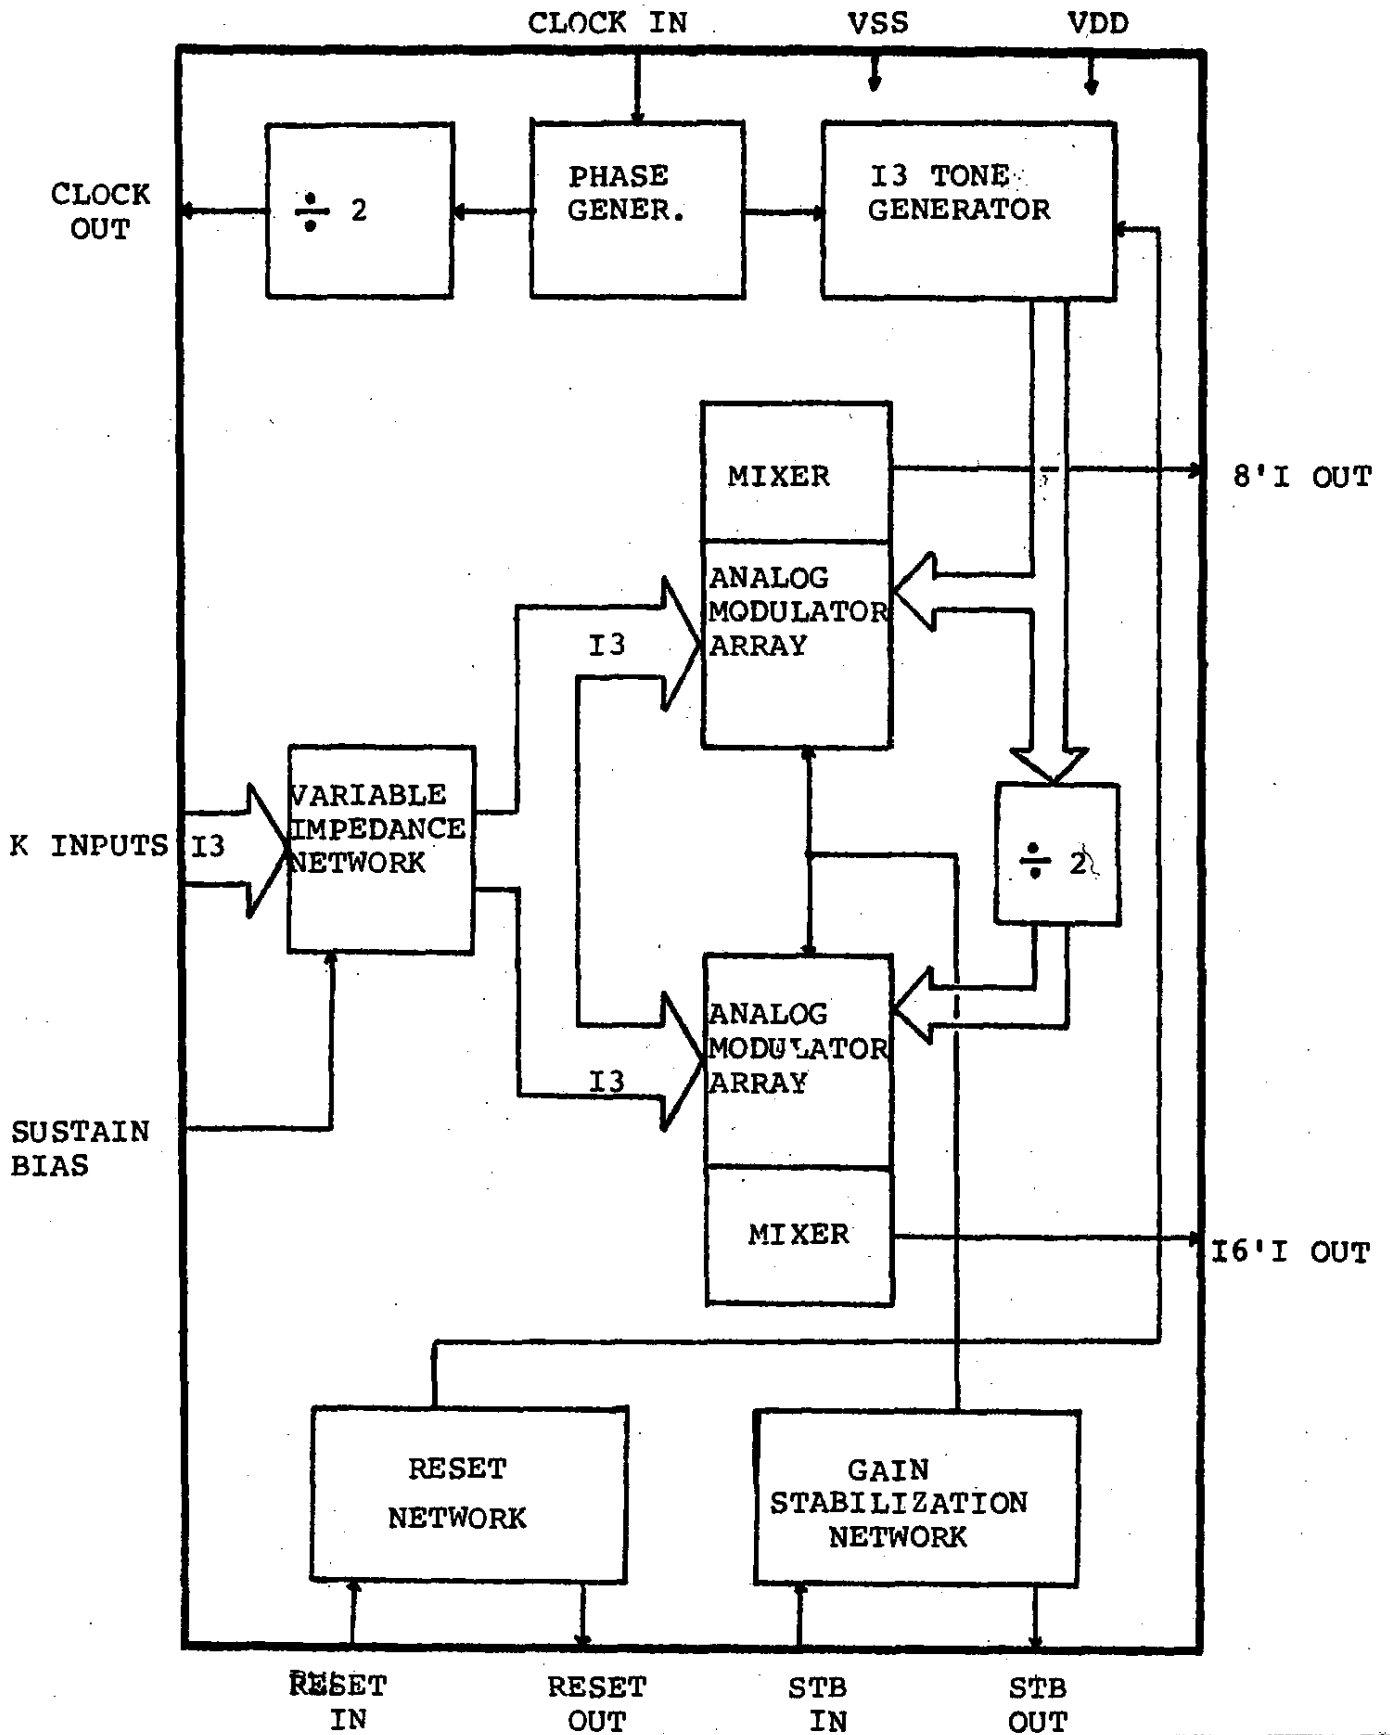 CLOCK IN
VSS
VDD
CLOCK
OUT
÷ 2
PHASE
GENER.
I3 TONE
GENERATOR
MIXER
8'I OUT
ANALOG
MODULATOR
ARRAY
I3
VARIABLE
IMPEDANCE
NETWORK
K INPUTS
I3
÷ 2
ANALOG
MODULATOR
ARRAY
I3
SUSTAIN
BIAS
MIXER
I6'I OUT
RESET
NETWORK
GAIN
STABILIZATION
NETWORK
RESET
IN
RESET
OUT
STB
IN
STB
OUT